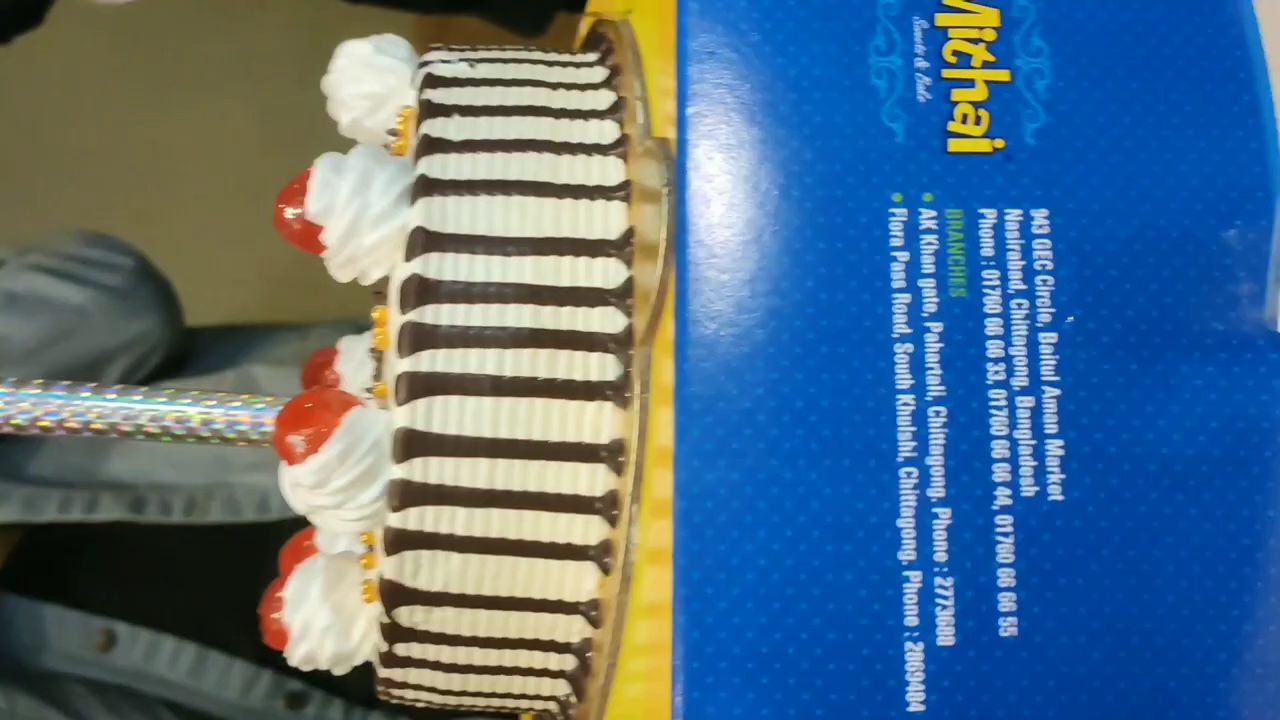 Mithai
Sweets & Bake
943 GEC Circle, Baitul Aman Market
Nasirabad, Chittagong, Bangladesh
Phone : 01760 66 66 33, 01760 66 66 44, 01760 66 66 55
BRANCHES
• AK Khan gate, Pahartali, Chittagong. Phone : 2773680
• Flora Pass Road, South Khulshi, Chittagong. Phone : 2869484